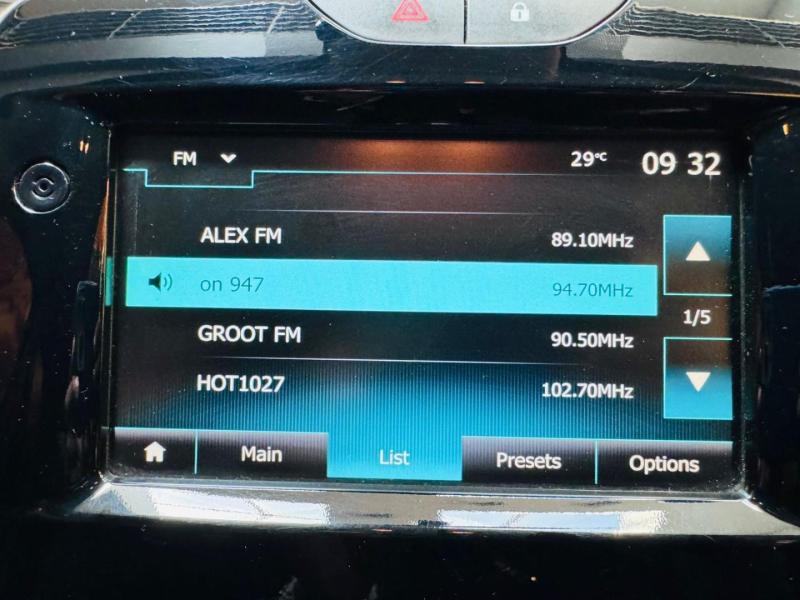 FM 29°C 09 32
ALEX FM 89.10MHz
on 947 94.70MHz
1/5
GROOT FM 90.50MHz
HOT1027 102.70MHz
Main List Presets Options